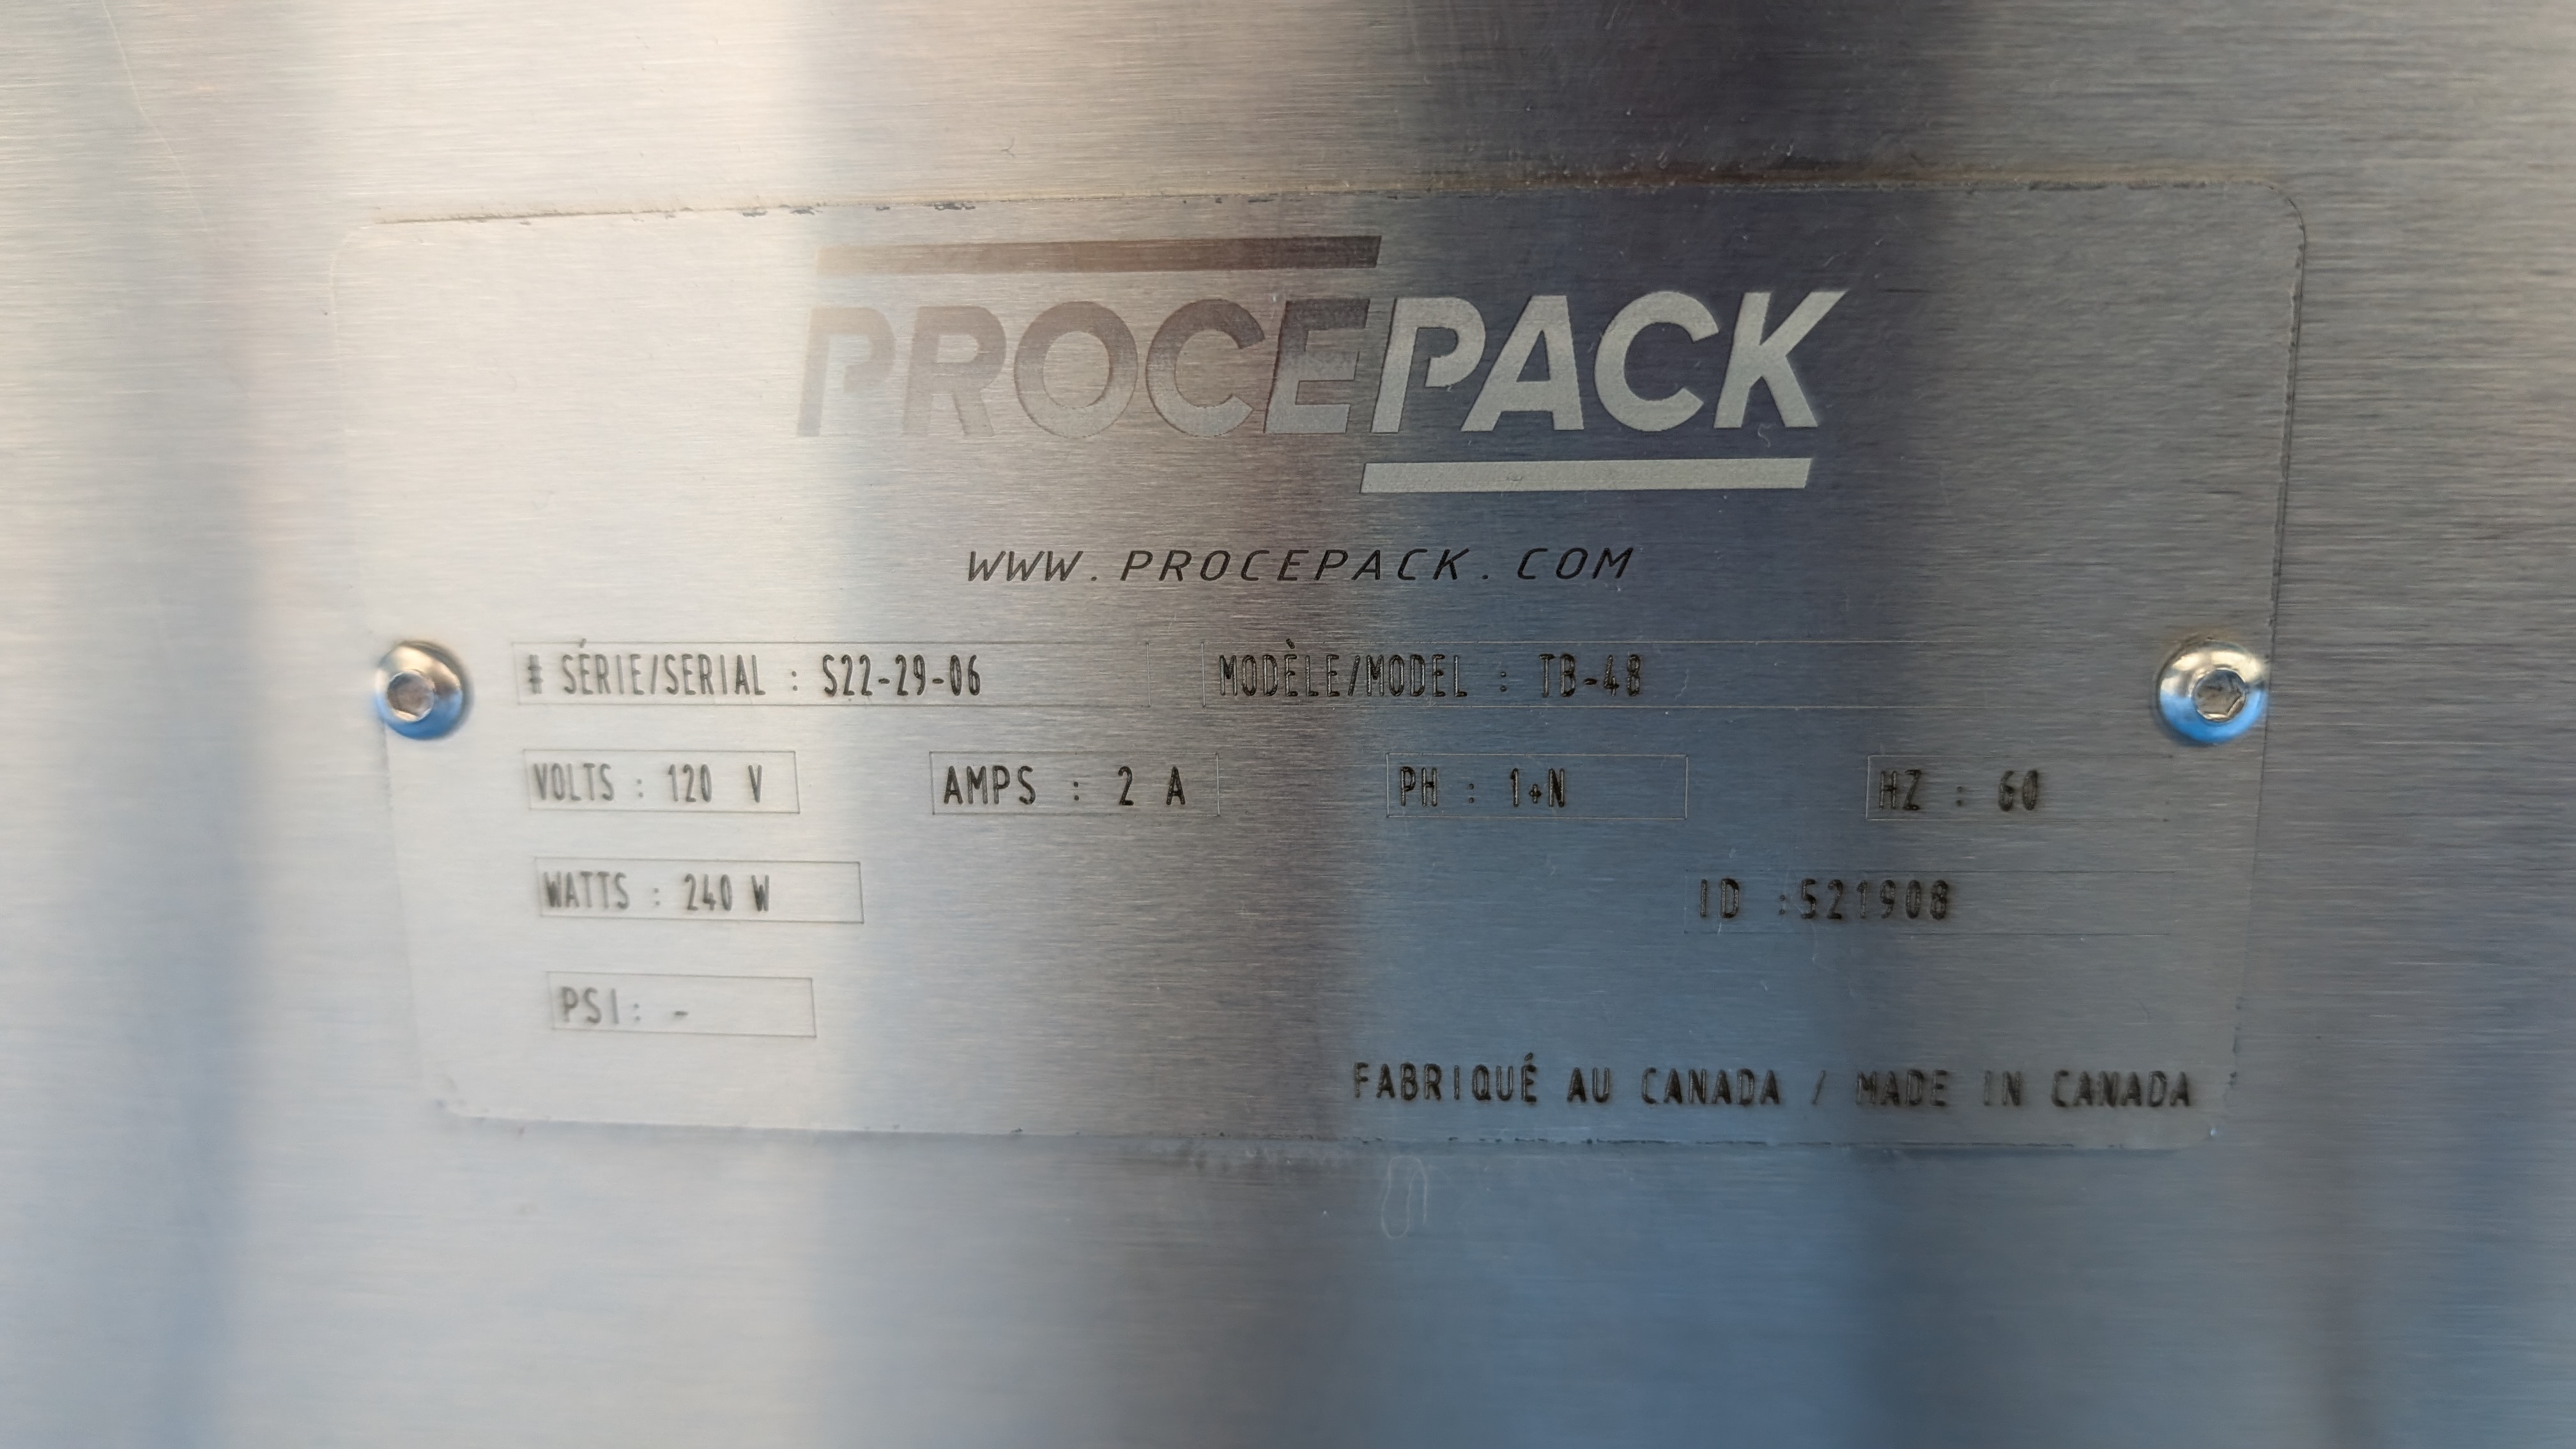 PROCEPACK
WWW.PROCEPACK.COM
# SÉRIE/SERIAL : S22-29-06 MODÈLE/MODEL : TB-48
VOLTS : 120 V AMPS : 2 A PH : 1+N HZ : 60
WATTS : 240 W ID :521908
PSI: -
FABRIQUÉ AU CANADA / MADE IN CANADA